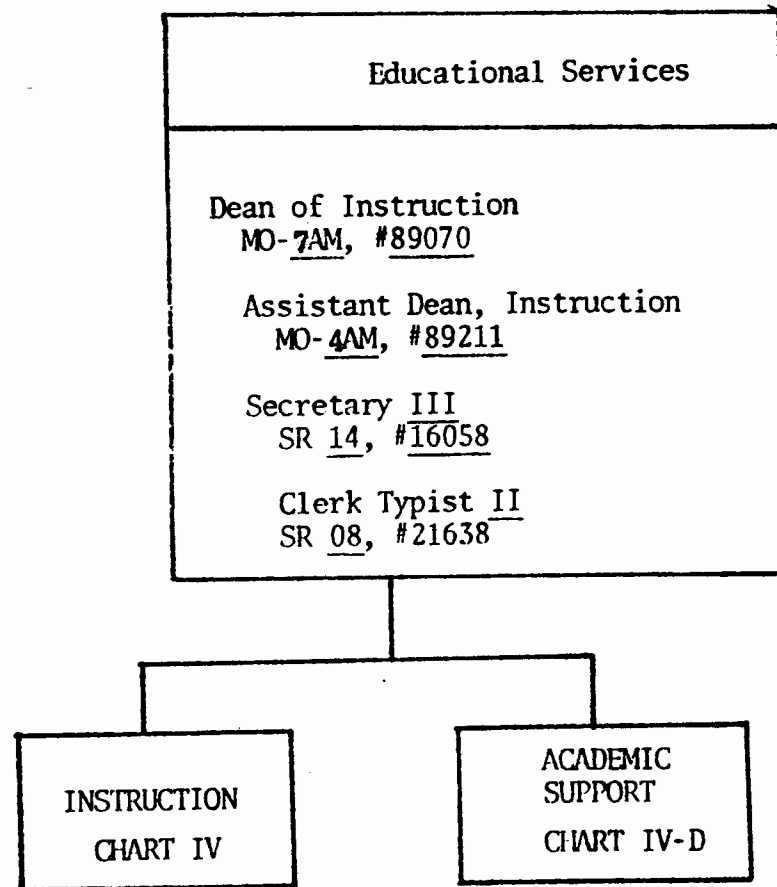 Educational Services
Dean of Instruction
MO-7AM, #89070
Assistant Dean, Instruction
MO-4AM, #89211
Secretary III
SR 14, #16058
Clerk Typist II
SR 08, #21638
INSTRUCTION
CHART IV
ACADEMIC
SUPPORT
CHART IV-D